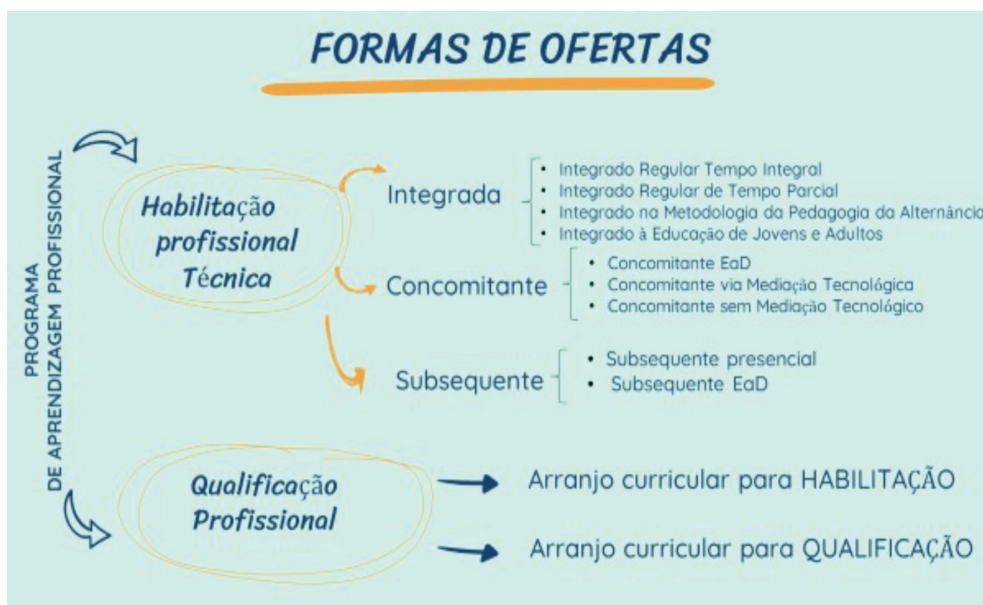 FORMAS DE OFERTAS
PROGRAMA
DE APRENDIZAGEM PROFISSIONAL
Habilitação
profissional
Técnica
Integrada
• Integrado Regular Tempo Integral
• Integrado Regular de Tempo Parcial
• Integrado na Metodologia da Pedagogia da Alternância
• Integrado à Educação de Jovens e Adultos
Concomitante
• Concomitante EaD
• Concomitante via Mediação Tecnológica
• Concomitante sem Mediação Tecnológico
Subsequente
• Subsequente presencial
• Subsequente EaD
Qualificação
Profissional
Arranjo curricular para HABILITAÇÃO
Arranjo curricular para QUALIFICAÇÃO